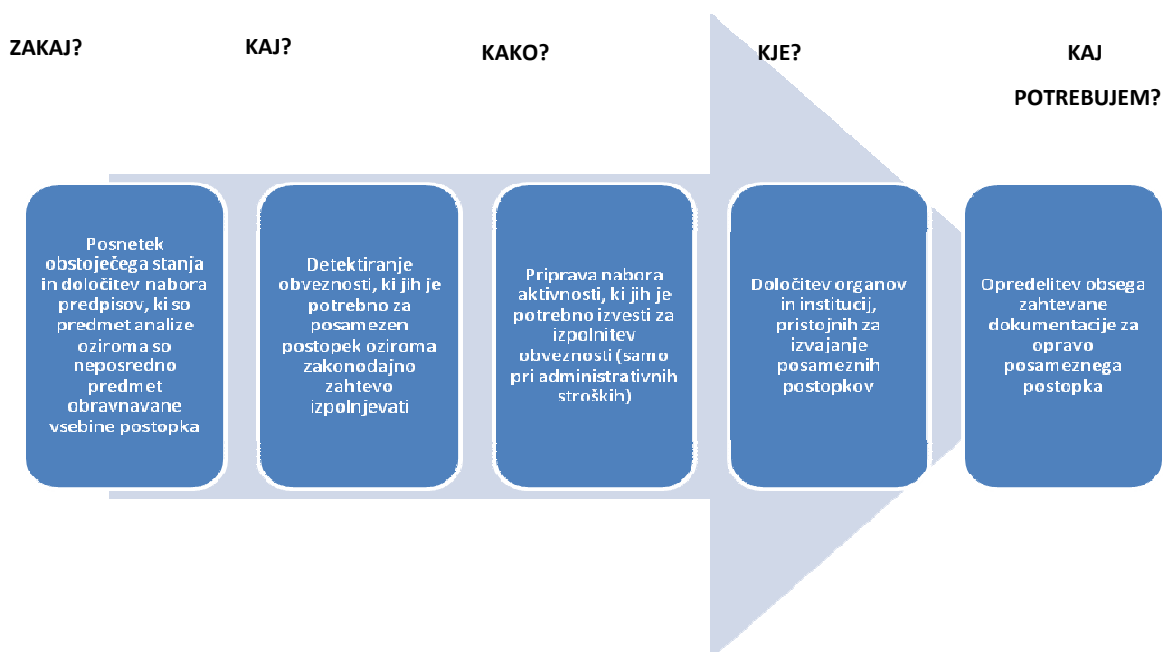 ZAKAJ?
KAJ?
KAKO?
KJE?
KAJ
POTREBUJEM?
Posnetek
obstoječega stanja
in določitev nabora
predpisov, ki so
predmet analize
oziroma so
neposredno
predmet
obravnavane
vsebine postopka
Detektiranje
obveznosti, ki jih je
potrebno za
posamezen
postopek oziroma
zakonodajno
zahtevo
izpolnjevati
Priprava nabora
aktivnosti, ki jih je
potrebno izvesti za
izpolnitev
obveznosti (samo
pri administrativnih
stroških)
Določitev organov
in institucij,
pristojnih za
izvajanje
posameznih
postopkov
Opredelitev obsega
zahtevane
dokumentacije za
opravo
posameznega
postopka